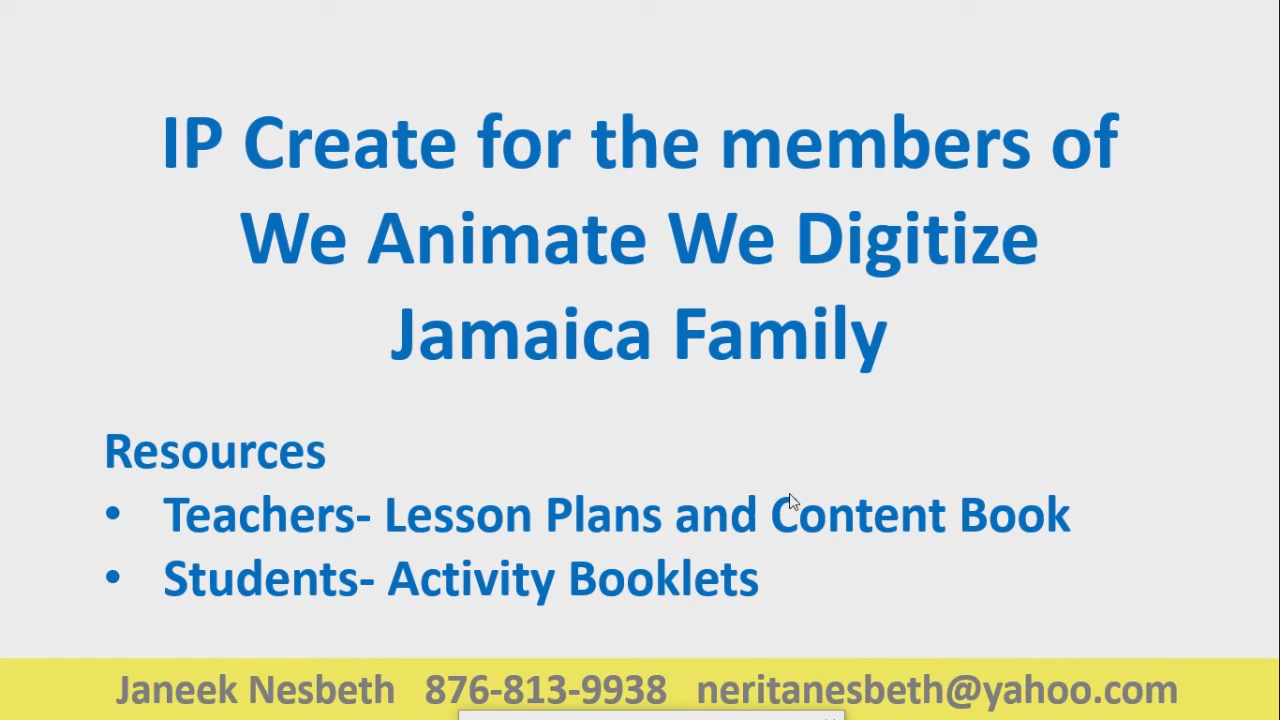 IP Create for the members of
We Animate We Digitize
Jamaica Family
Resources
• Teachers- Lesson Plans and Content Book
• Students- Activity Booklets
Janeek Nesbeth 876-813-9938 neritanesbeth@yahoo.com